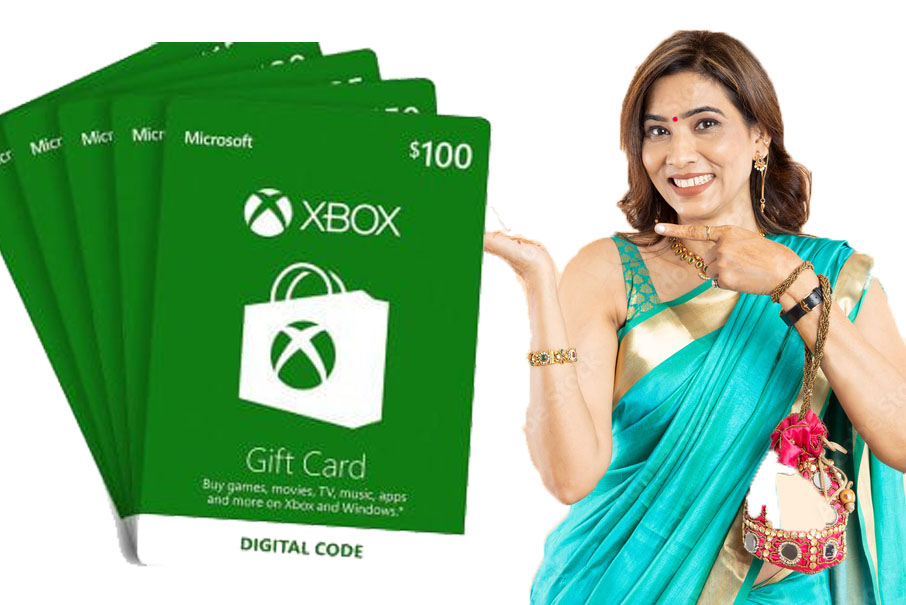 Microsoft
$100
XBOX
Gift Card
Buy games, movies, TV, music, apps
and more on Xbox and Windows.*
DIGITAL CODE